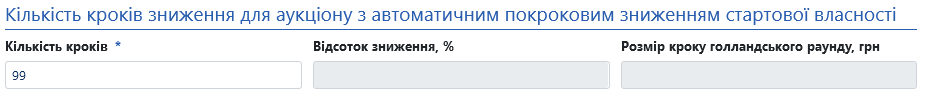 Кількість кроків зниження для аукціону з автоматичним покроковим зниженням стартової власності
Кількість кроків * Відсоток зниження, % Розмір кроку голландського раунду, грн
99